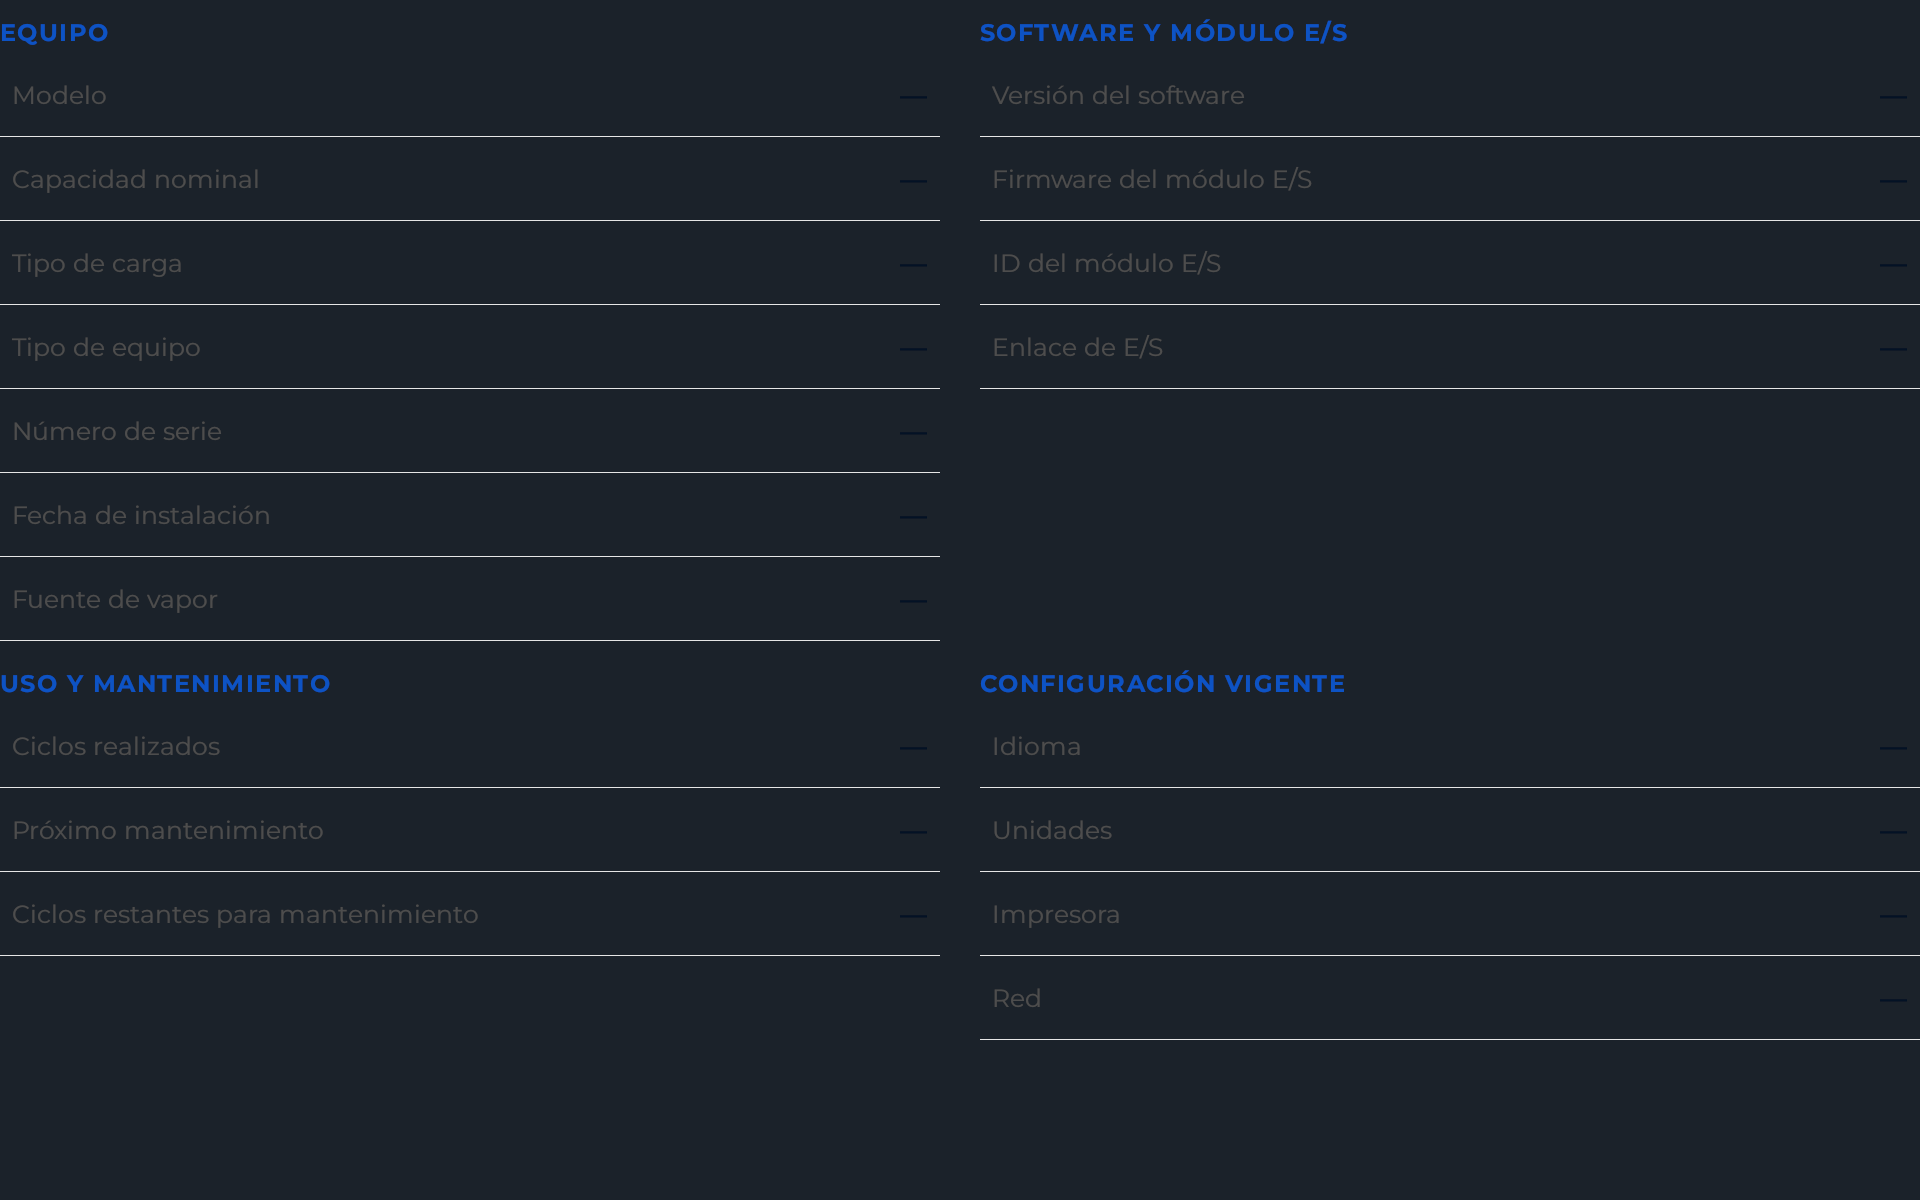 EQUIPO
Modelo —
Capacidad nominal —
Tipo de carga —
Tipo de equipo —
Número de serie —
Fecha de instalación —
Fuente de vapor —
SOFTWARE Y MÓDULO E/S
Versión del software —
Firmware del módulo E/S —
ID del módulo E/S —
Enlace de E/S —
USO Y MANTENIMIENTO
Ciclos realizados —
Próximo mantenimiento —
Ciclos restantes para mantenimiento —
CONFIGURACIÓN VIGENTE
Idioma —
Unidades —
Impresora —
Red —